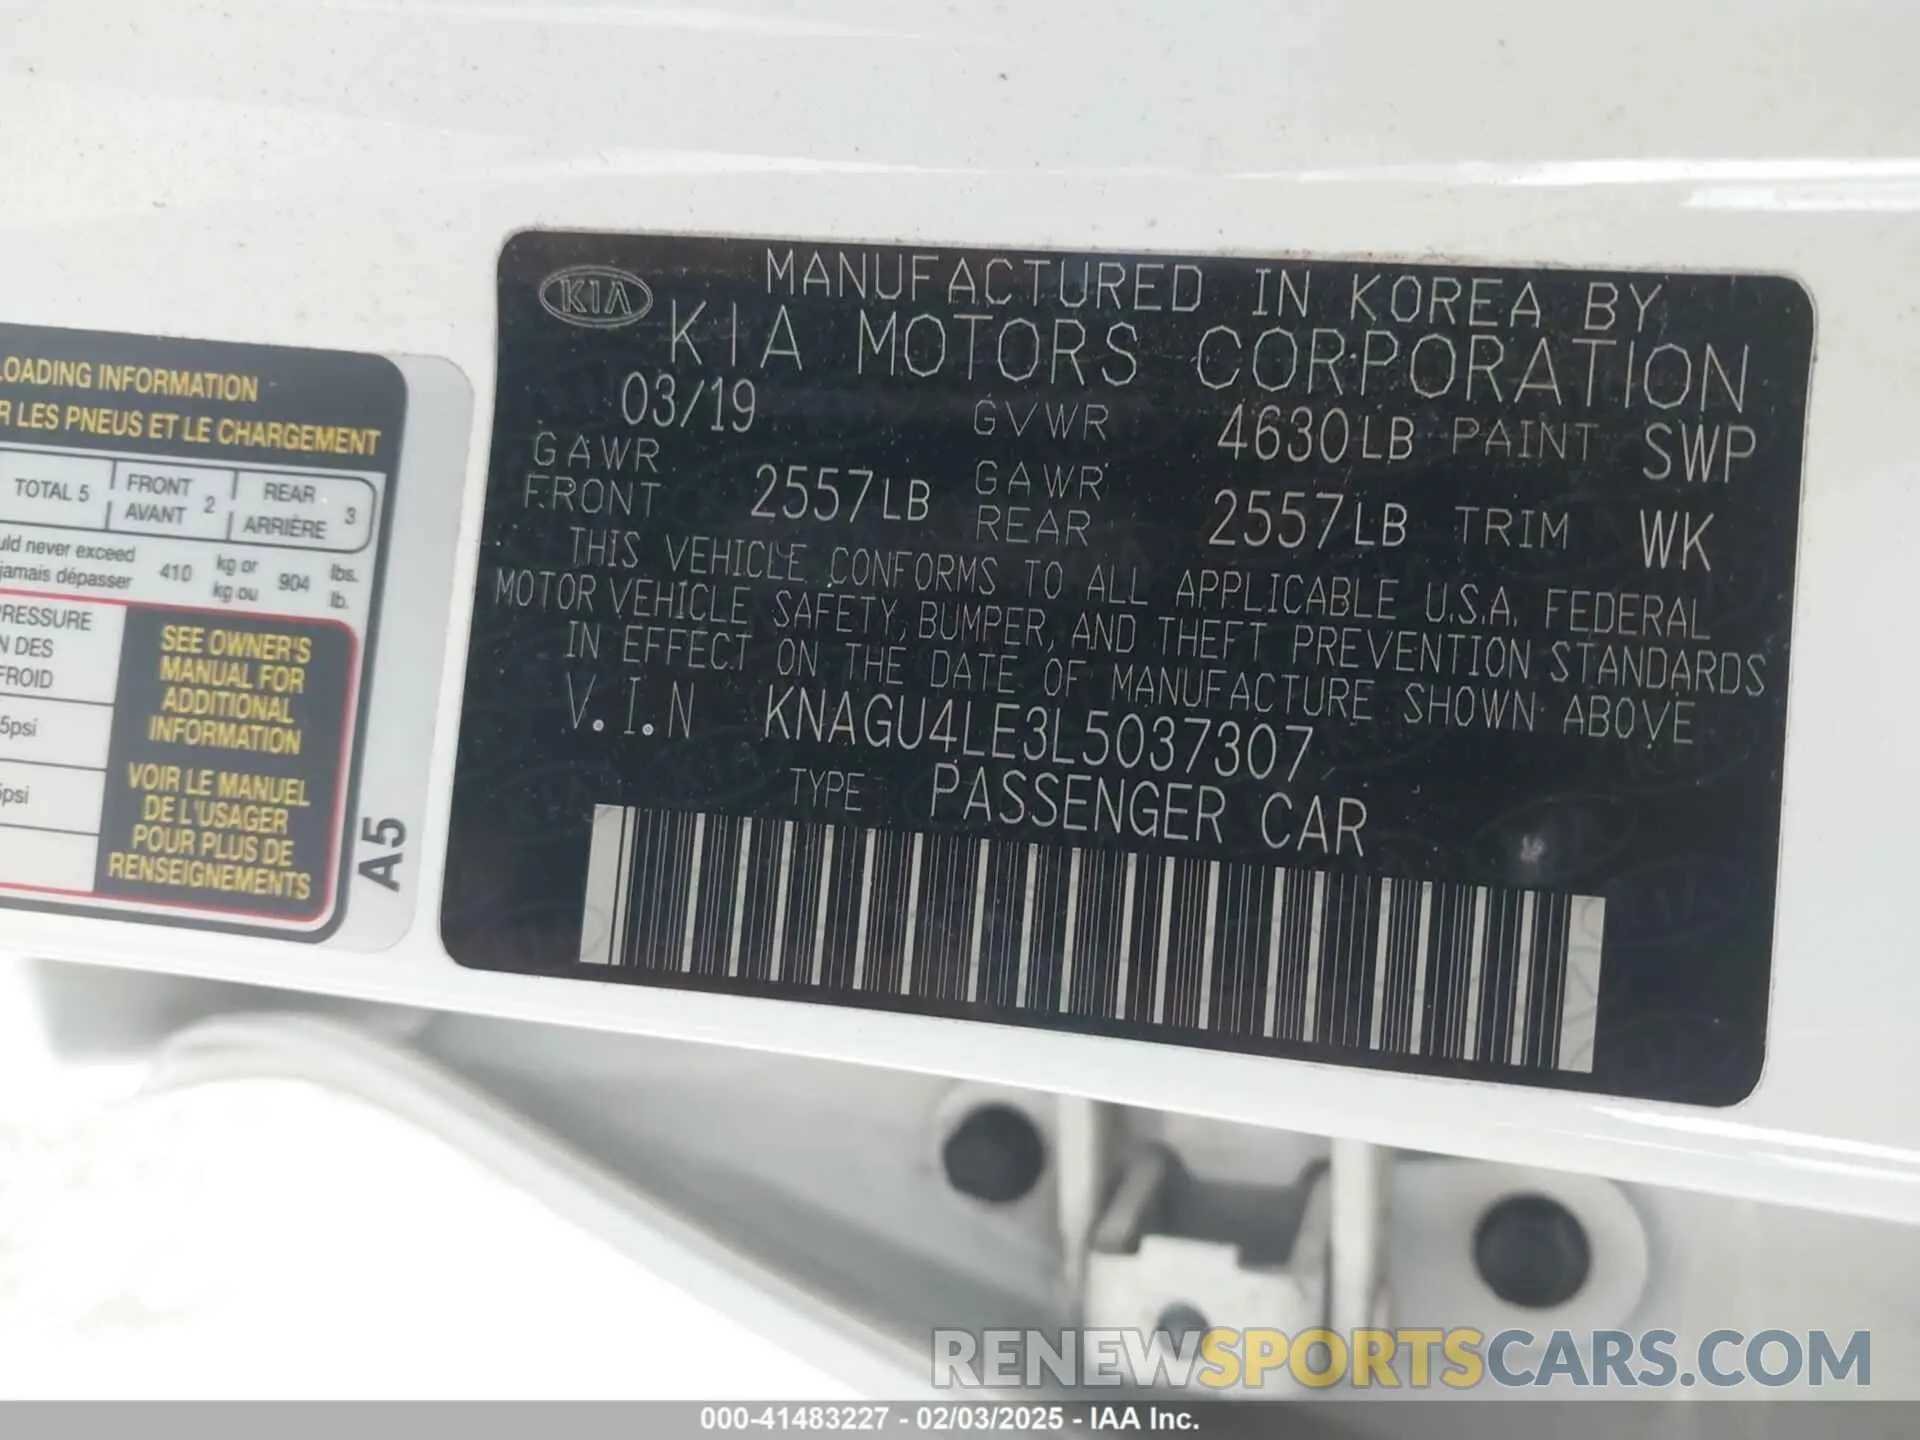 KIA
MANUFACTURED IN KOREA BY
KIA MOTORS CORPORATION
03/19 GVWR 4630LB PAINT SWP
GAWR FRONT 2557LB GAWR REAR 2557LB TRIM WK
THIS VEHICLE CONFORMS TO ALL APPLICABLE U.S.A. FEDERAL
MOTOR VEHICLE SAFETY, BUMPER, AND THEFT PREVENTION STANDARDS
IN EFFECT ON THE DATE OF MANUFACTURE SHOWN ABOVE
V.I.N KNAGU4LE3L5037307
TYPE PASSENGER CAR
LOADING INFORMATION
LES PNEUS ET LE CHARGEMENT
TOTAL 5 FRONT AVANT 2 REAR ARRIÈRE 3
never exceed 410 kg or 904 lbs.
jamais dépasser kg ou lb.
PRESSURE
DES
FROID
5psi
psi
SEE OWNER'S
MANUAL FOR
ADDITIONAL
INFORMATION
VOIR LE MANUEL
DE L'USAGER
POUR PLUS DE
RENSEIGNEMENTS
A5
RENEWSPORTSCARS.COM
000-41483227 - 02/03/2025 - IAA Inc.